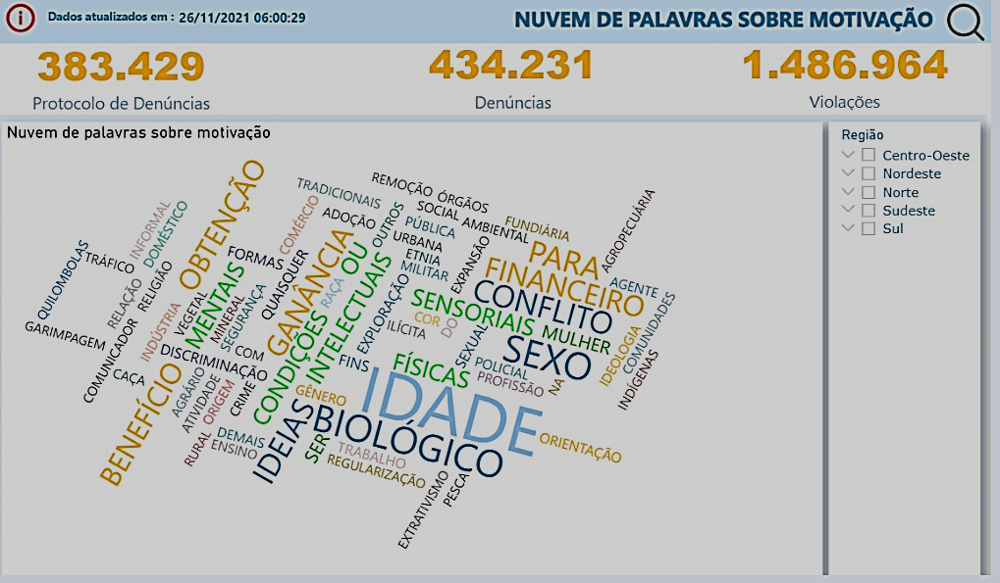 Dados atualizados em : 26/11/2021 06:00:29
NUVEM DE PALAVRAS SOBRE MOTIVAÇÃO
383.429
434.231
1.486.964
Protocolo de Denúncias
Denúncias
Violações
Nuvem de palavras sobre motivação
Região
Centro-Oeste
Nordeste
Norte
Sudeste
Sul
REMOÇÃO
ÓRGÃOS
TRADICIONAIS
SOCIAL
AMBIENTAL
ADOÇÃO
OUTROS
PÚBLICA
FUNDIÁRIA
AGROPECUÁRIA
OBTENÇÃO
INFORMAL
DOMÉSTICO
COMÉRCIO
URBANA
ETNIA
MILITAR
EXPANSÃO
PARA
FINANCEIRO
AGENTE
COMUNIDADES
QUILOMBOLAS
TRÁFICO
RELAÇÃO
RELIGIÃO
FORMAS
QUAISQUER
GANÂNCIA
OU
RAÇA
INTELECTUAIS
CONDIÇÕES
EXPLORAÇÃO
SENSORIAIS
CONFLITO
MULHER
SEXO
IDEOLOGIA
INDÍGENAS
GARIMPAGEM
COMUNICADOR
INDÚSTRIA
VEGETAL
MENTAIS
MINERAL
SEGURANÇA
COR
DO
ILÍCITA
SEXUAL
POLICIAL
PROFISSÃO
NA
CAÇA
DISCRIMINAÇÃO
COM
FINS
FÍSICAS
BENEFÍCIO
AGRÁRIO
ATIVIDADE
ORIGEM
CRIME
GÊNERO
IDADE
BIOLÓGICO
ORIENTAÇÃO
RURAL
DEMAIS
ENSINO
IDEIAS
SER
TRABALHO
REGULARIZAÇÃO
EXTRATIVISMO
PESCA